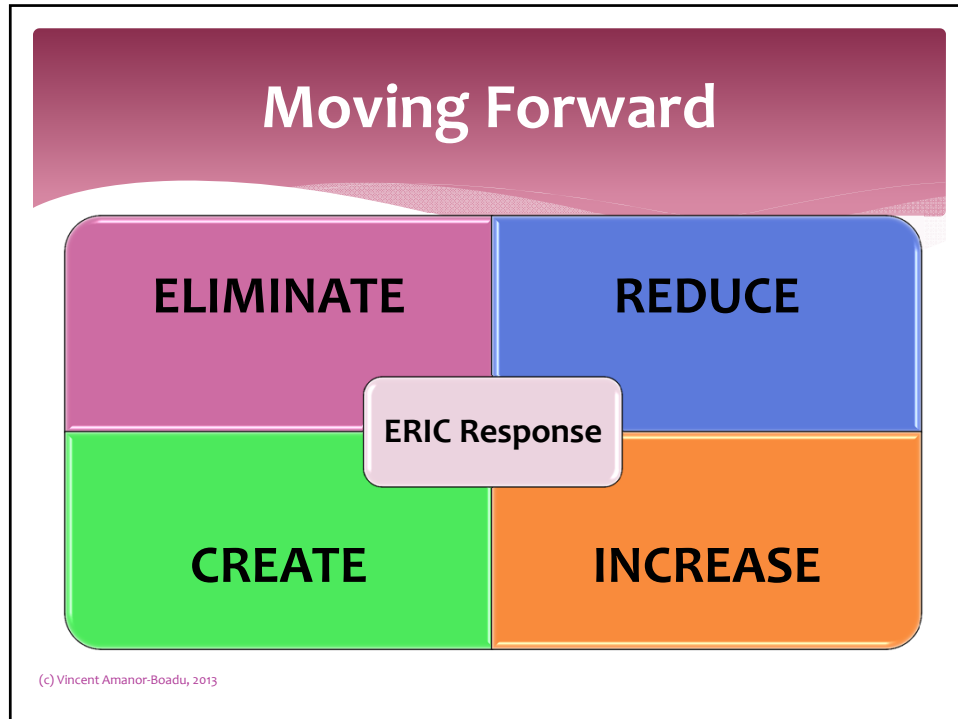 Moving Forward
ELIMINATE
REDUCE
ERIC Response
CREATE
INCREASE
(c) Vincent Amanor-Boadu, 2013